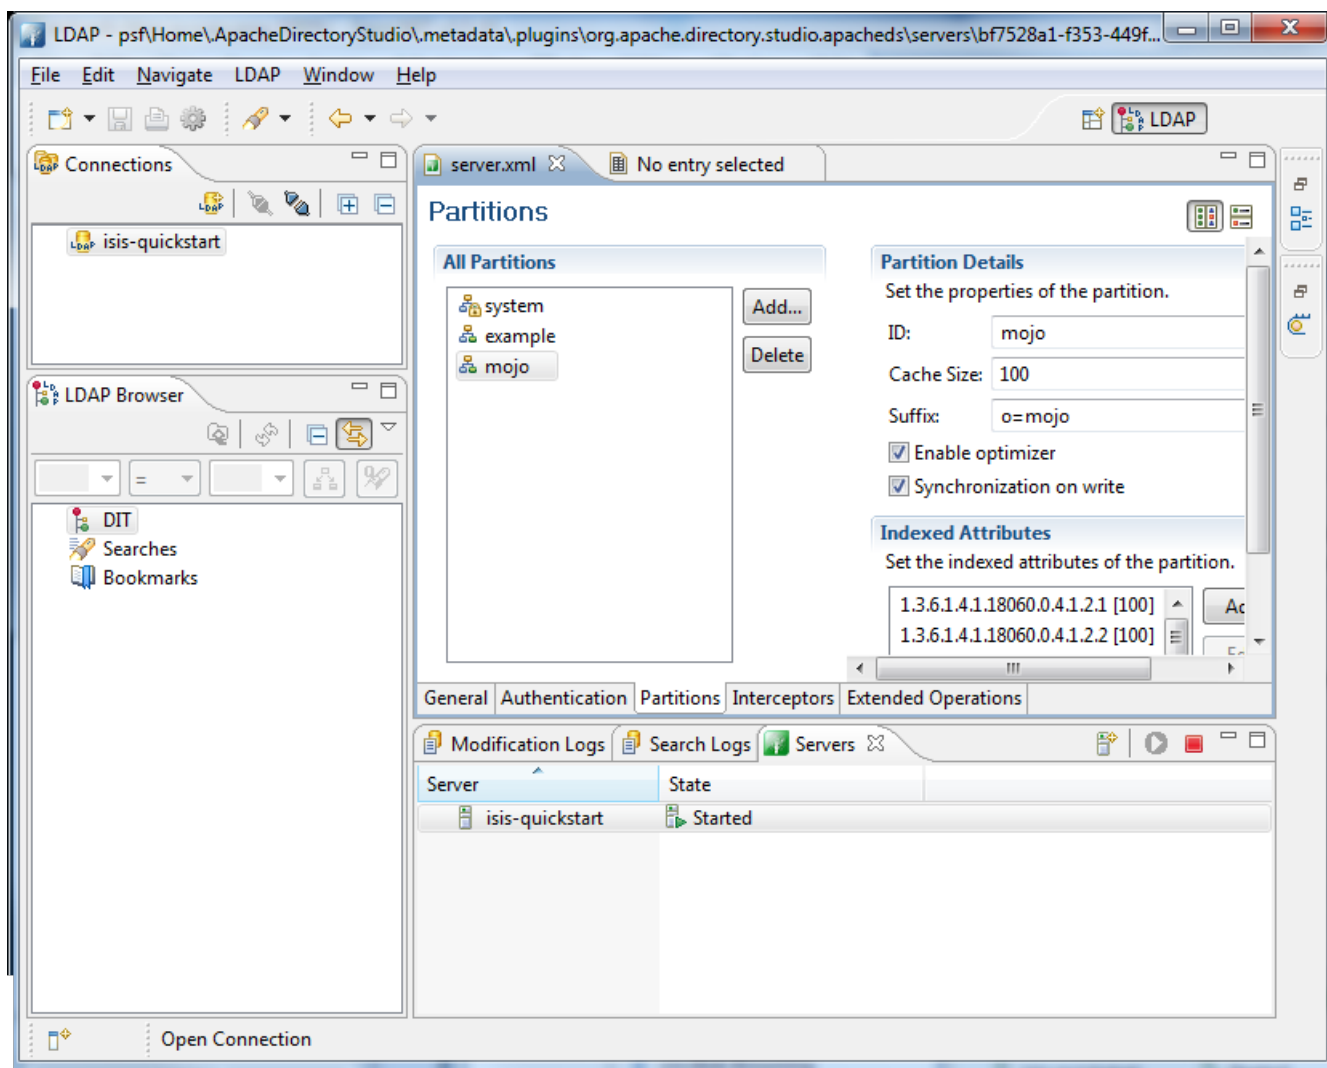 LDAP - psf\Home\.ApacheDirectoryStudio\.metadata\.plugins\org.apache.directory.studio.apacheds\servers\bf7528a1-f353-449f...
File Edit Navigate LDAP Window Help
LDAP
Connections
isis-quickstart
LDAP Browser
=
DIT
Searches
Bookmarks
server.xml No entry selected
Partitions
All Partitions
system
example
mojo
Add...
Delete
Partition Details
Set the properties of the partition.
ID: mojo
Cache Size: 100
Suffix: o=mojo
Enable optimizer
Synchronization on write
Indexed Attributes
Set the indexed attributes of the partition.
1.3.6.1.4.1.18060.0.4.1.2.1 [100]
1.3.6.1.4.1.18060.0.4.1.2.2 [100]
General Authentication Partitions Interceptors Extended Operations
Modification Logs Search Logs Servers
Server State
isis-quickstart Started
Open Connection